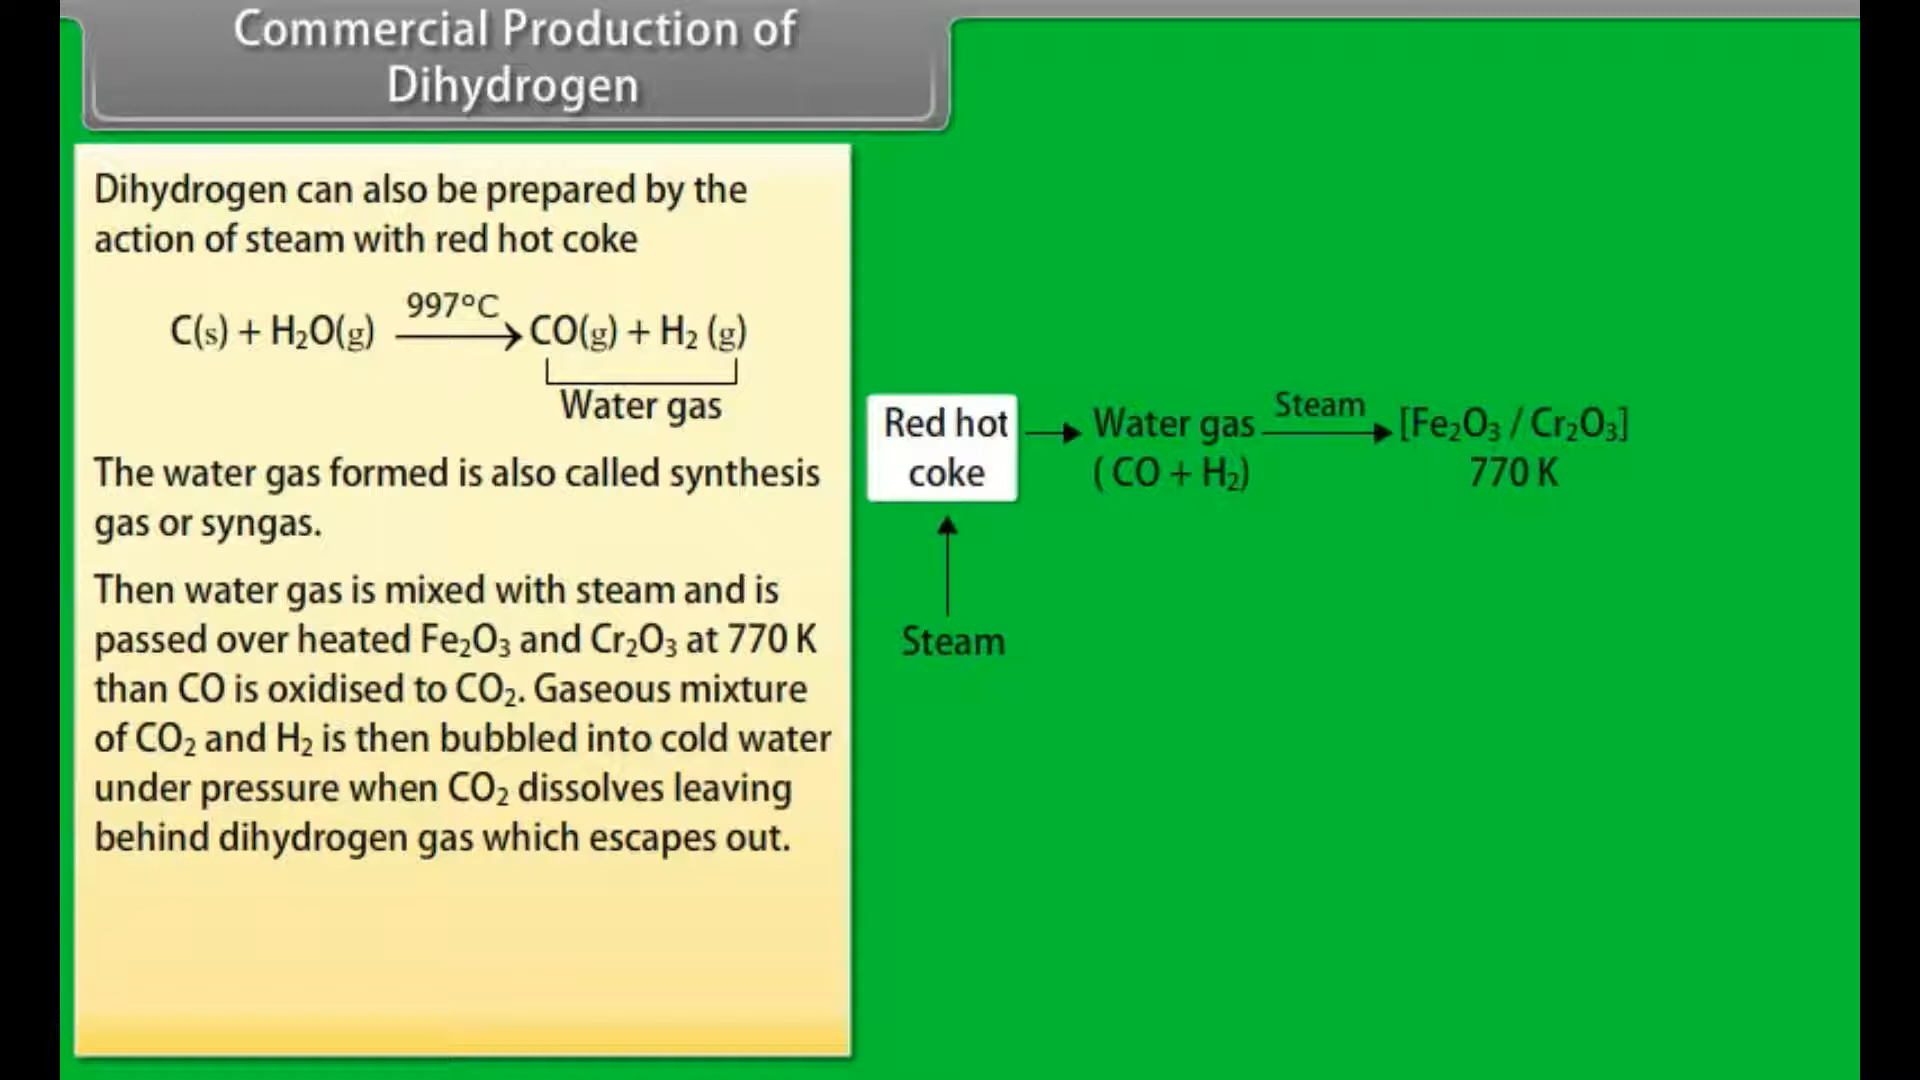 Commercial Production of
Dihydrogen
Dihydrogen can also be prepared by the
action of steam with red hot coke
997°C
C(s) + H₂O(g) ⟶ CO(g) + H₂ (g)
Water gas
The water gas formed is also called synthesis
gas or syngas.
Then water gas is mixed with steam and is
passed over heated Fe₂O₃ and Cr₂O₃ at 770 K
than CO is oxidised to CO₂. Gaseous mixture
of CO₂ and H₂ is then bubbled into cold water
under pressure when CO₂ dissolves leaving
behind dihydrogen gas which escapes out.
Red hot
coke
Water gas
( CO + H₂)
Steam
[Fe₂O₃ / Cr₂O₃]
770 K
Steam